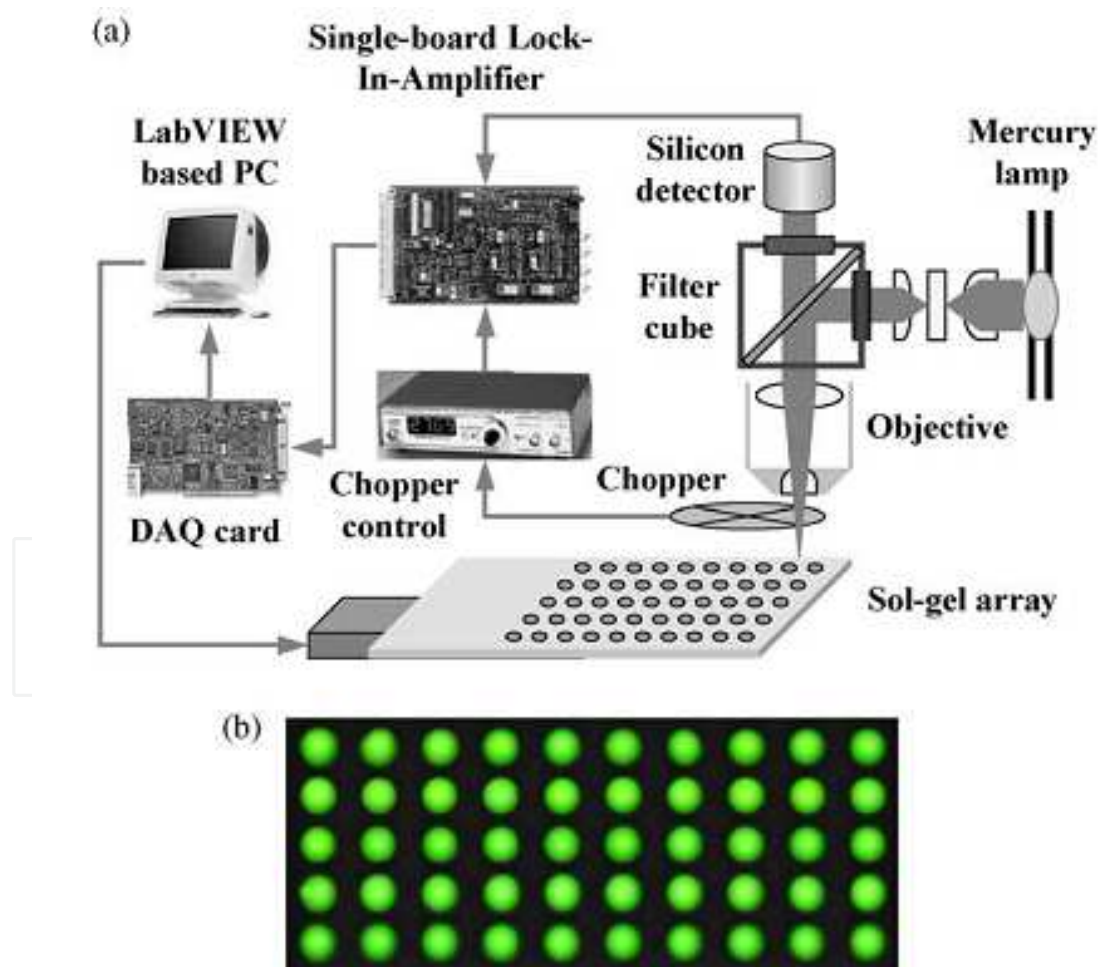 (a)
Single-board Lock-
In-Amplifier
LabVIEW
based PC
Silicon
detector
Mercury
lamp
Filter
cube
Objective
Chopper
Chopper
control
DAQ card
Sol-gel array
(b)